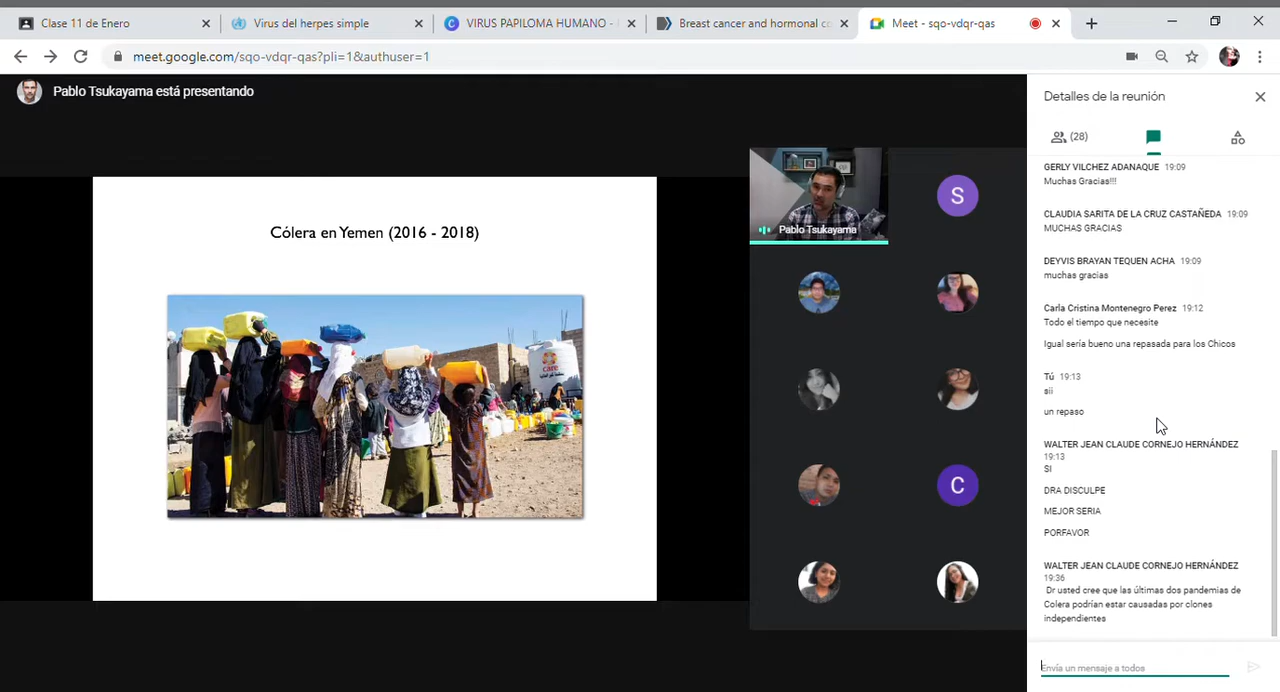 Clase 11 de Enero
Virus del herpes simple
VIRUS PAPILOMA HUMANO -
Breast cancer and hormonal co
Meet - sqo-vdqr-qas
meet.google.com/sqo-vdqr-qas?pli=1&authuser=1
Pablo Tsukayama está presentando
Cólera en Yemen (2016 - 2018)
care
Pablo Tsukayama
S
C
Detalles de la reunión
(28)
GERLY VILCHEZ ADANAQUE 19:09
Muchas Gracias!!!
CLAUDIA SARITA DE LA CRUZ CASTAÑEDA 19:09
MUCHAS GRACIAS
DEYVIS BRAYAN TEQUEN ACHA 19:09
muchas gracias
Carla Cristina Montenegro Perez 19:12
Todo el tiempo que necesite
Igual sería bueno una repasada para los Chicos
Tú 19:13
sii
un repaso
WALTER JEAN CLAUDE CORNEJO HERNÁNDEZ
19:13
SI
DRA DISCULPE
MEJOR SERIA
PORFAVOR
WALTER JEAN CLAUDE CORNEJO HERNÁNDEZ
19:36
Dr usted cree que las últimas dos pandemias de
Colera podrían estar causadas por clones
independientes
Envía un mensaje a todos